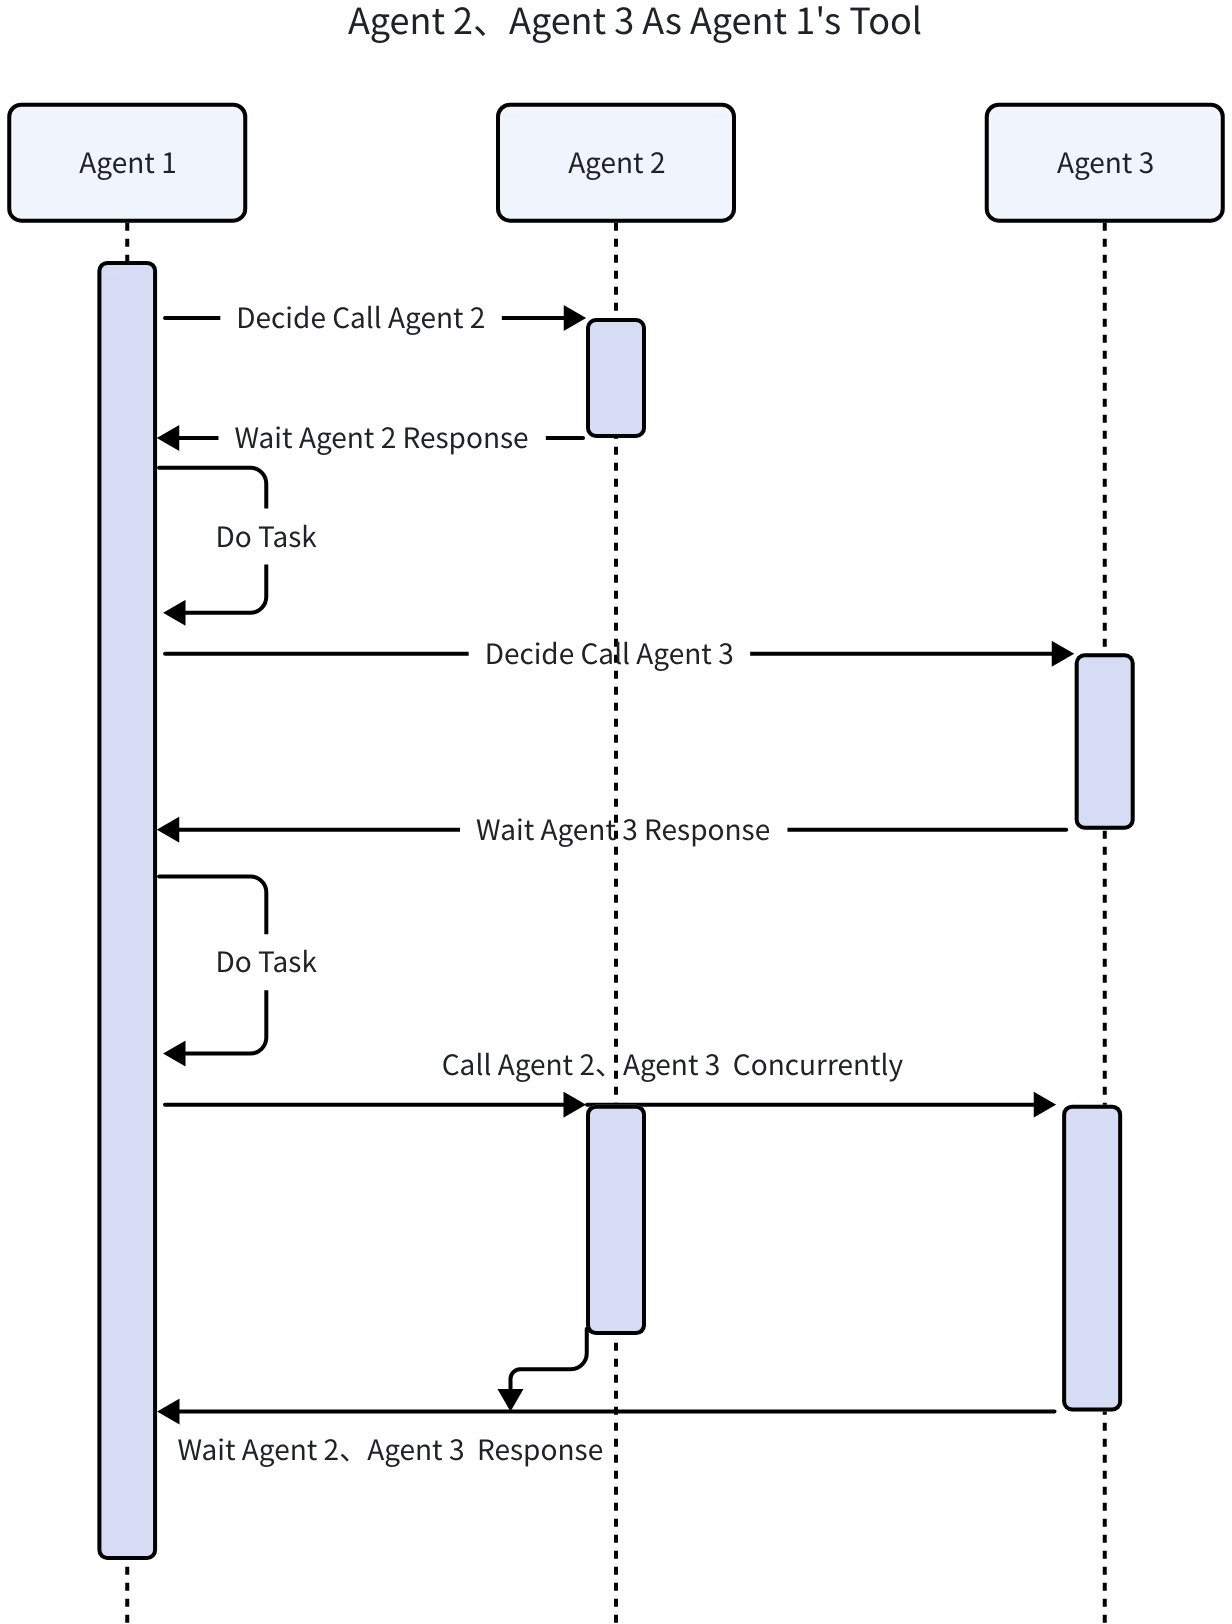 Agent 2、Agent 3 As Agent 1's Tool
Agent 1
Agent 2
Agent 3
Decide Call Agent 2
Wait Agent 2 Response
Do Task
Decide Call Agent 3
Wait Agent 3 Response
Do Task
Call Agent 2、Agent 3 Concurrently
Wait Agent 2、Agent 3 Response